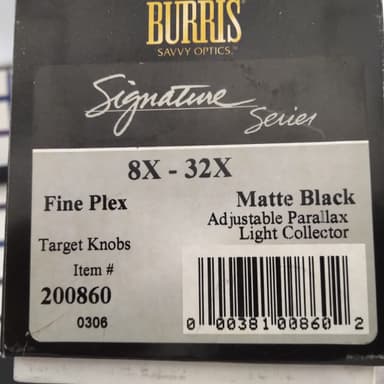 BURRIS
SAVVY OPTICS.™
Signature Series
8X - 32X
Fine Plex
Matte Black
Adjustable Parallax
Target Knobs
Light Collector
Item #
200860
0306
0 00381 00860 2